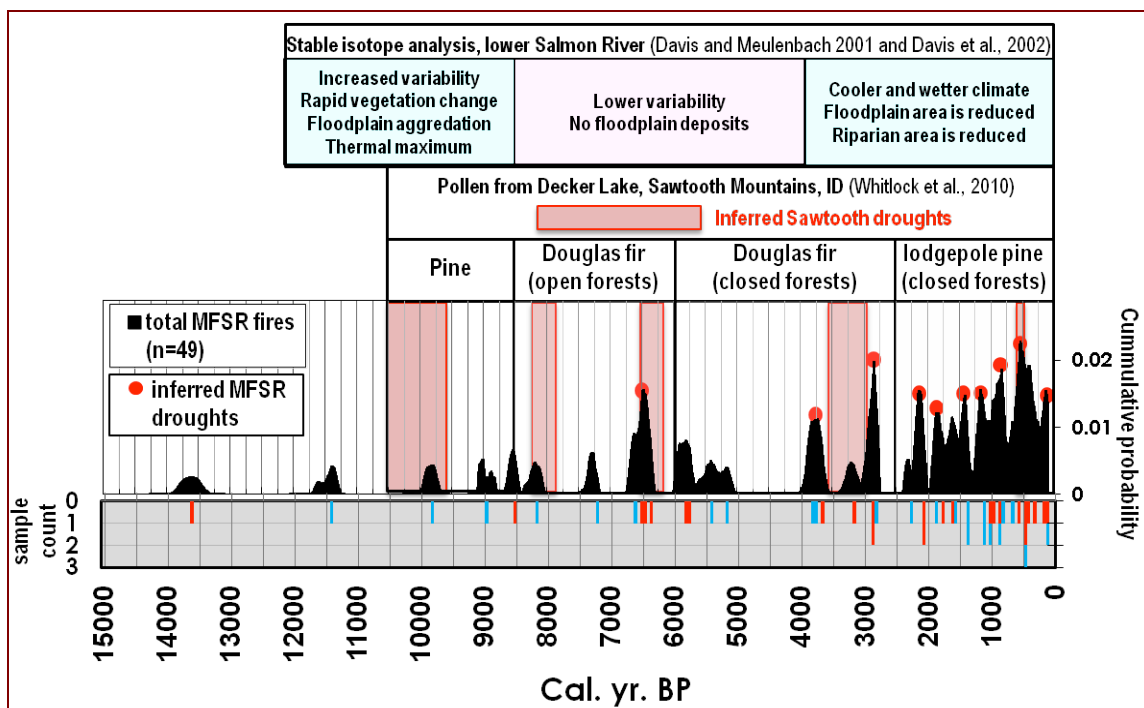 Stable isotope analysis, lower Salmon River (Davis and Meulenbach 2001 and Davis et al., 2002)
Increased variability
Rapid vegetation change
Floodplain aggredation
Thermal maximum
Lower variability
No floodplain deposits
Cooler and wetter climate
Floodplain area is reduced
Riparian area is reduced
Pollen from Decker Lake, Sawtooth Mountains, ID (Whitlock et al., 2010)
Inferred Sawtooth droughts
Pine
Douglas fir
(open forests)
Douglas fir
(closed forests)
lodgepole pine
(closed forests)
total MFSR fires
(n=49)
inferred MFSR
droughts
0.02
0.01
0
Cummulative probability
0
1
2
3
sample
count
15000
14000
13000
12000
11000
10000
9000
8000
7000
6000
5000
4000
3000
2000
1000
0
Cal. yr. BP